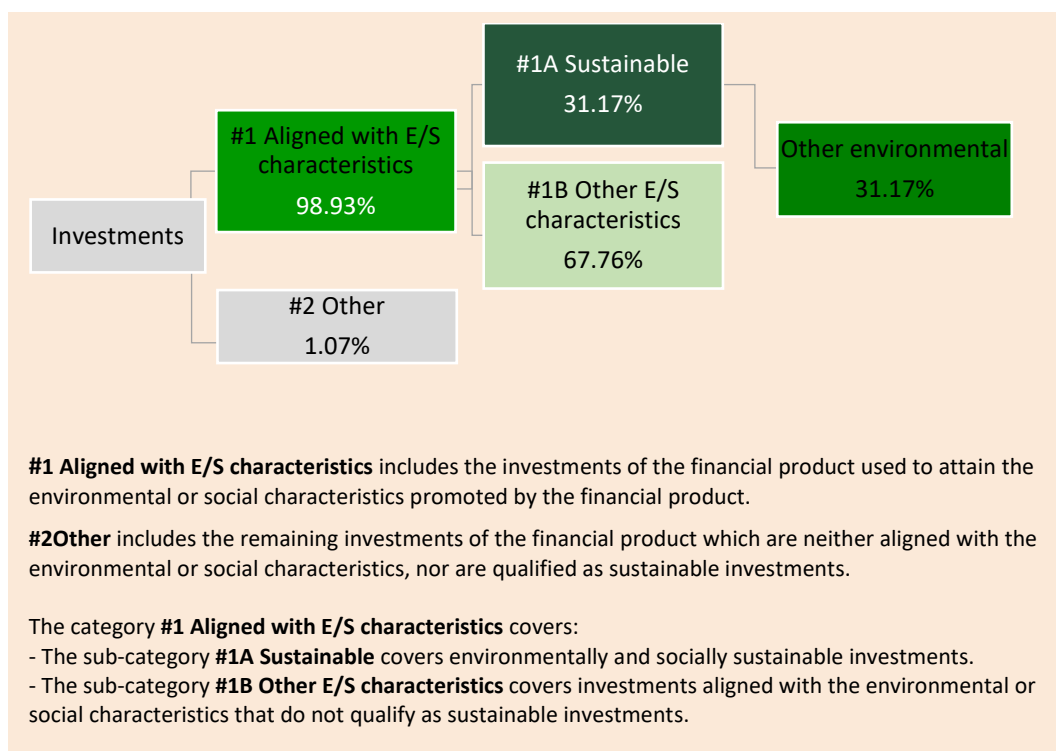 #1A Sustainable
31.17%
#1 Aligned with E/S
characteristics
98.93%
Other environmental
31.17%
#1B Other E/S
characteristics
67.76%
Investments
#2 Other
1.07%
#1 Aligned with E/S characteristics includes the investments of the financial product used to attain the
environmental or social characteristics promoted by the financial product.
#2Other includes the remaining investments of the financial product which are neither aligned with the
environmental or social characteristics, nor are qualified as sustainable investments.
The category #1 Aligned with E/S characteristics covers:
- The sub-category #1A Sustainable covers environmentally and socially sustainable investments.
- The sub-category #1B Other E/S characteristics covers investments aligned with the environmental or
social characteristics that do not qualify as sustainable investments.